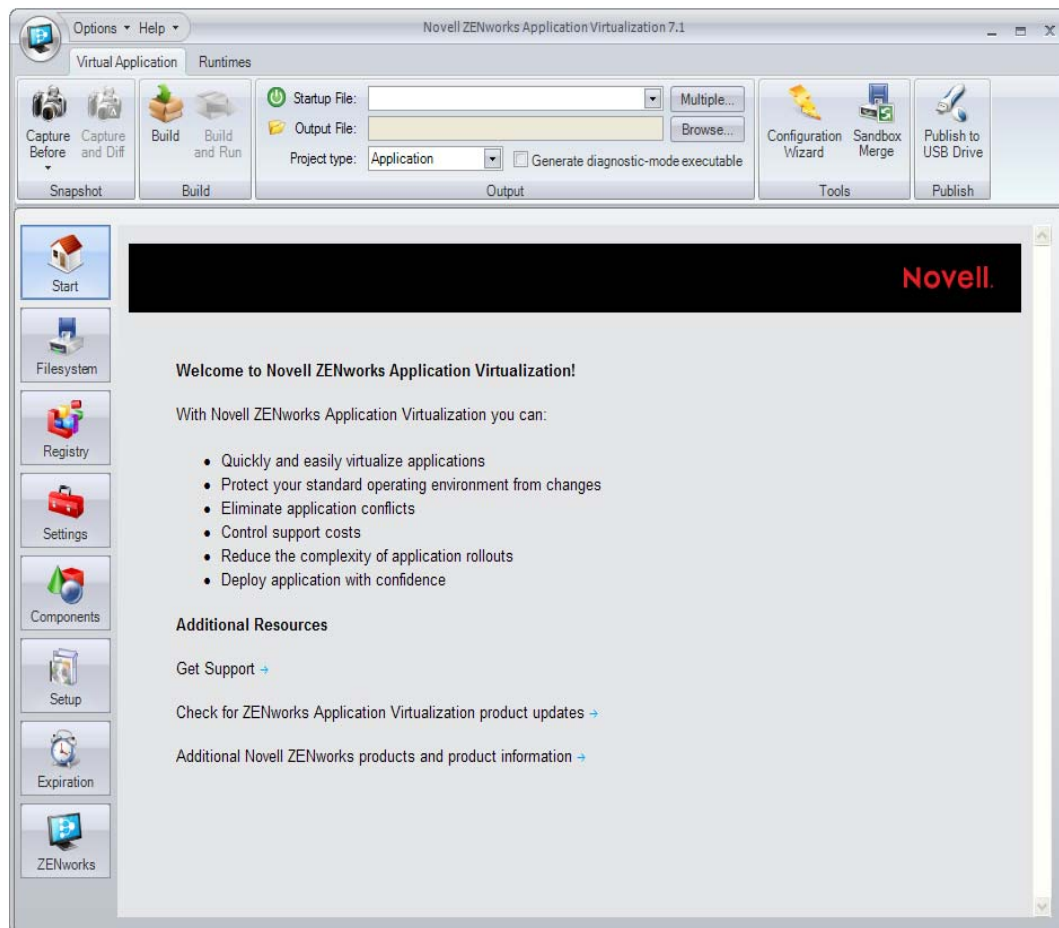 Options Help
Novell ZENworks Application Virtualization 7.1
Virtual Application Runtimes
Capture Before
Capture and Diff
Snapshot
Build
Build and Run
Build
Startup File:
Multiple...
Output File:
Browse...
Project type: Application
Generate diagnostic-mode executable
Output
Configuration Wizard
Sandbox Merge
Tools
Publish to USB Drive
Publish
Start
Filesystem
Registry
Settings
Components
Setup
Expiration
ZENworks
Novell.
Welcome to Novell ZENworks Application Virtualization!
With Novell ZENworks Application Virtualization you can:
• Quickly and easily virtualize applications
• Protect your standard operating environment from changes
• Eliminate application conflicts
• Control support costs
• Reduce the complexity of application rollouts
• Deploy application with confidence
Additional Resources
Get Support →
Check for ZENworks Application Virtualization product updates →
Additional Novell ZENworks products and product information →